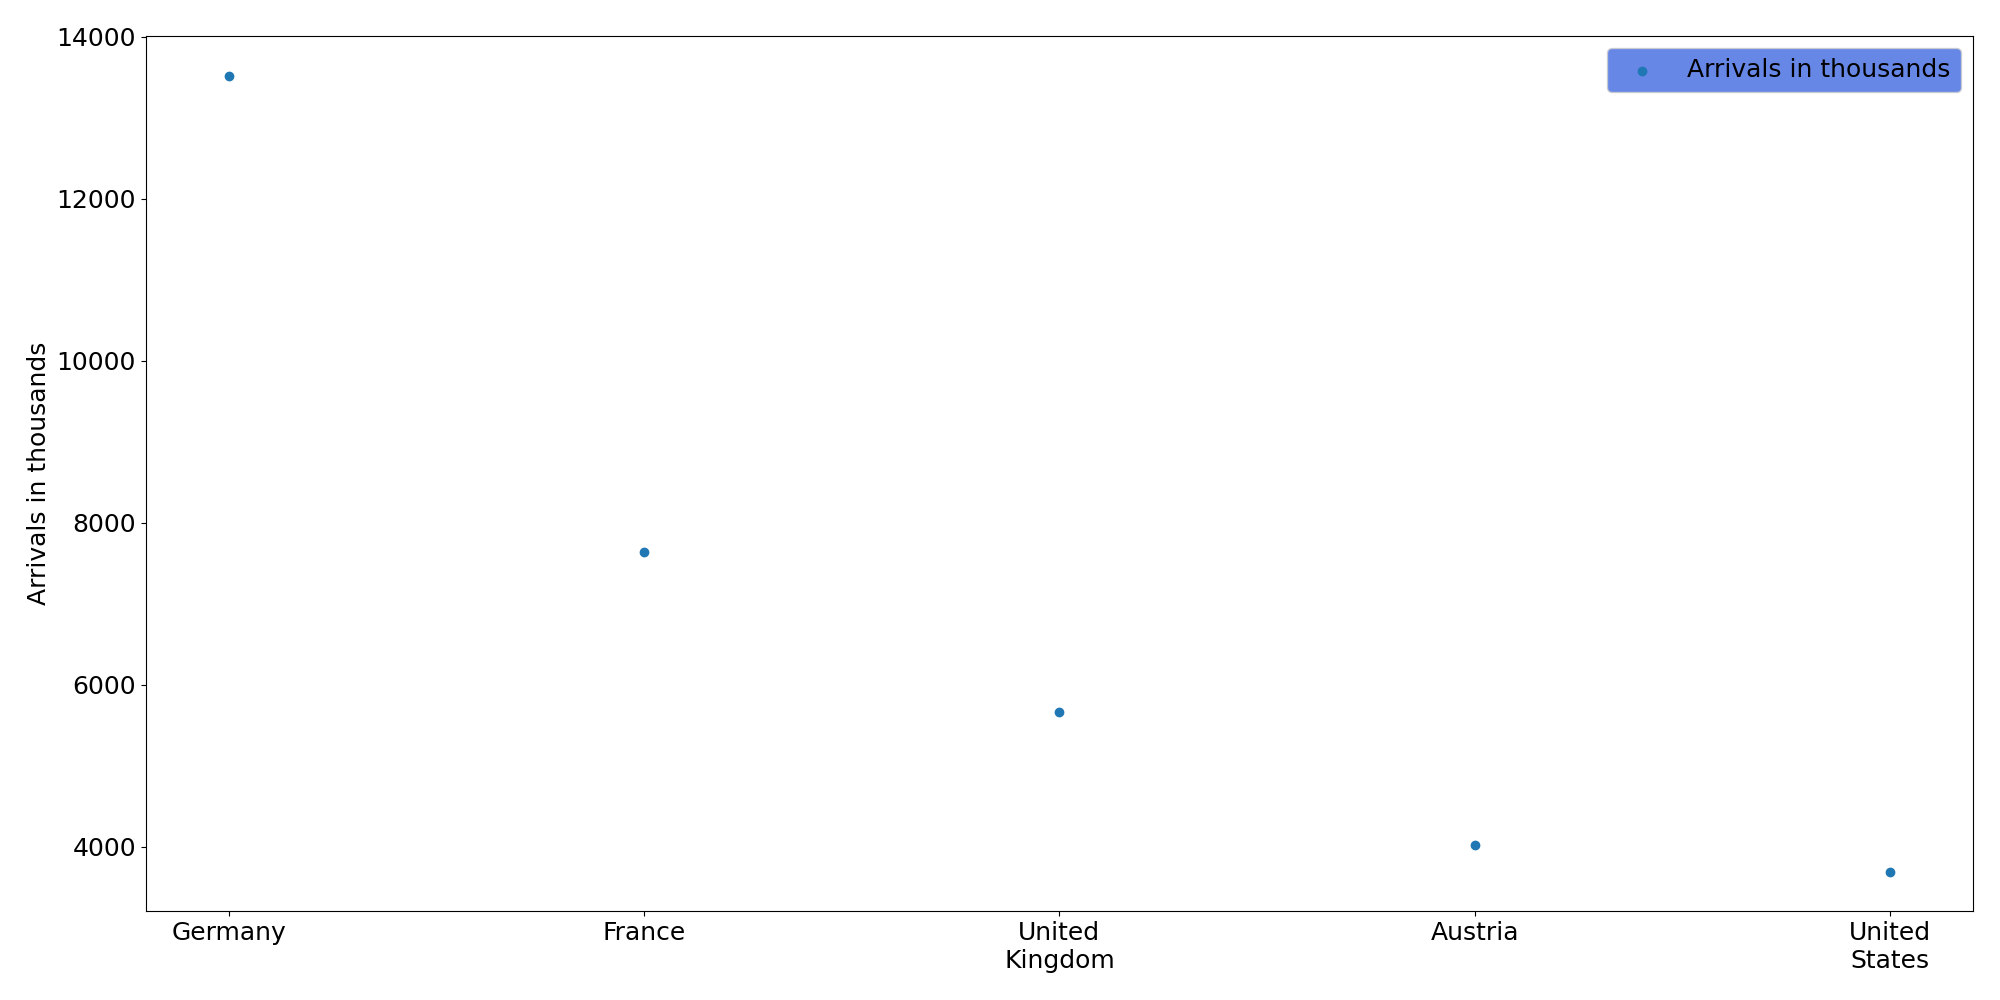 Arrivals in thousands
14000
12000
10000
8000
6000
4000
Arrivals in thousands
Germany
France
United
Kingdom
Austria
United
States